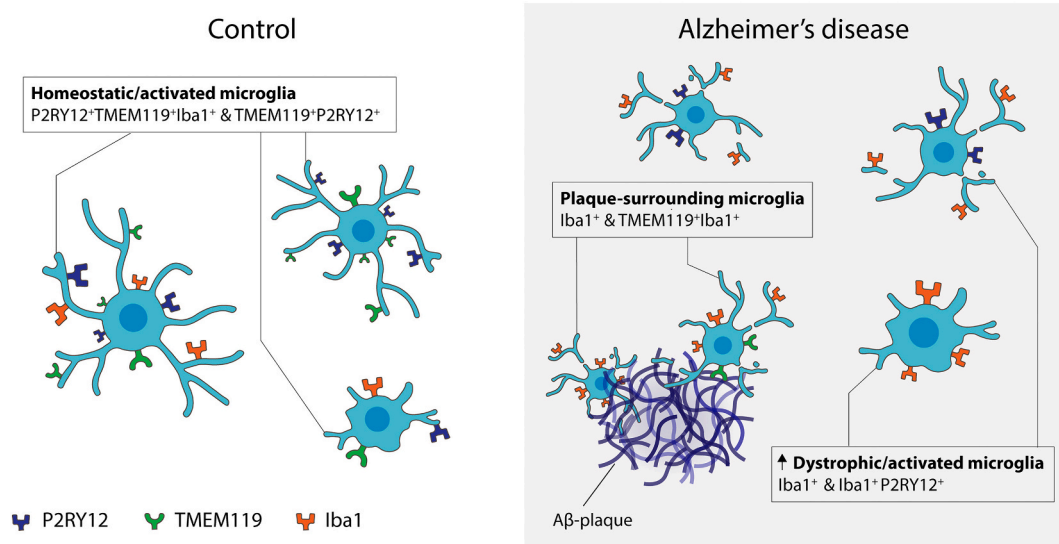 Control
Homeostatic/activated microglia
P2RY12⁺TMEM119⁺Iba1⁺ & TMEM119⁺P2RY12⁺
P2RY12
TMEM119
Iba1
Alzheimer’s disease
Plaque-surrounding microglia
Iba1⁺ & TMEM119⁺Iba1⁺
Aβ-plaque
↑ Dystrophic/activated microglia
Iba1⁺ & Iba1⁺P2RY12⁺